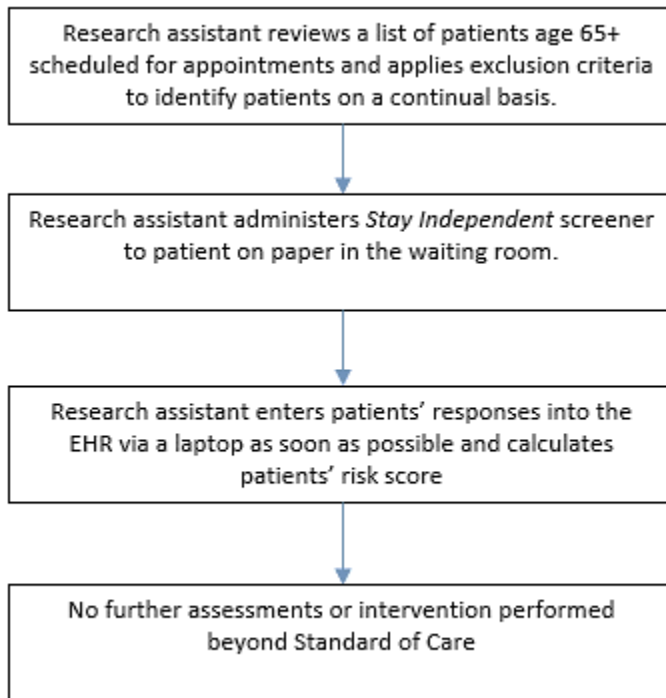 Research assistant reviews a list of patients age 65+
scheduled for appointments and applies exclusion criteria
to identify patients on a continual basis.
Research assistant administers Stay Independent screener
to patient on paper in the waiting room.
Research assistant enters patients’ responses into the
EHR via a laptop as soon as possible and calculates
patients’ risk score
No further assessments or intervention performed
beyond Standard of Care